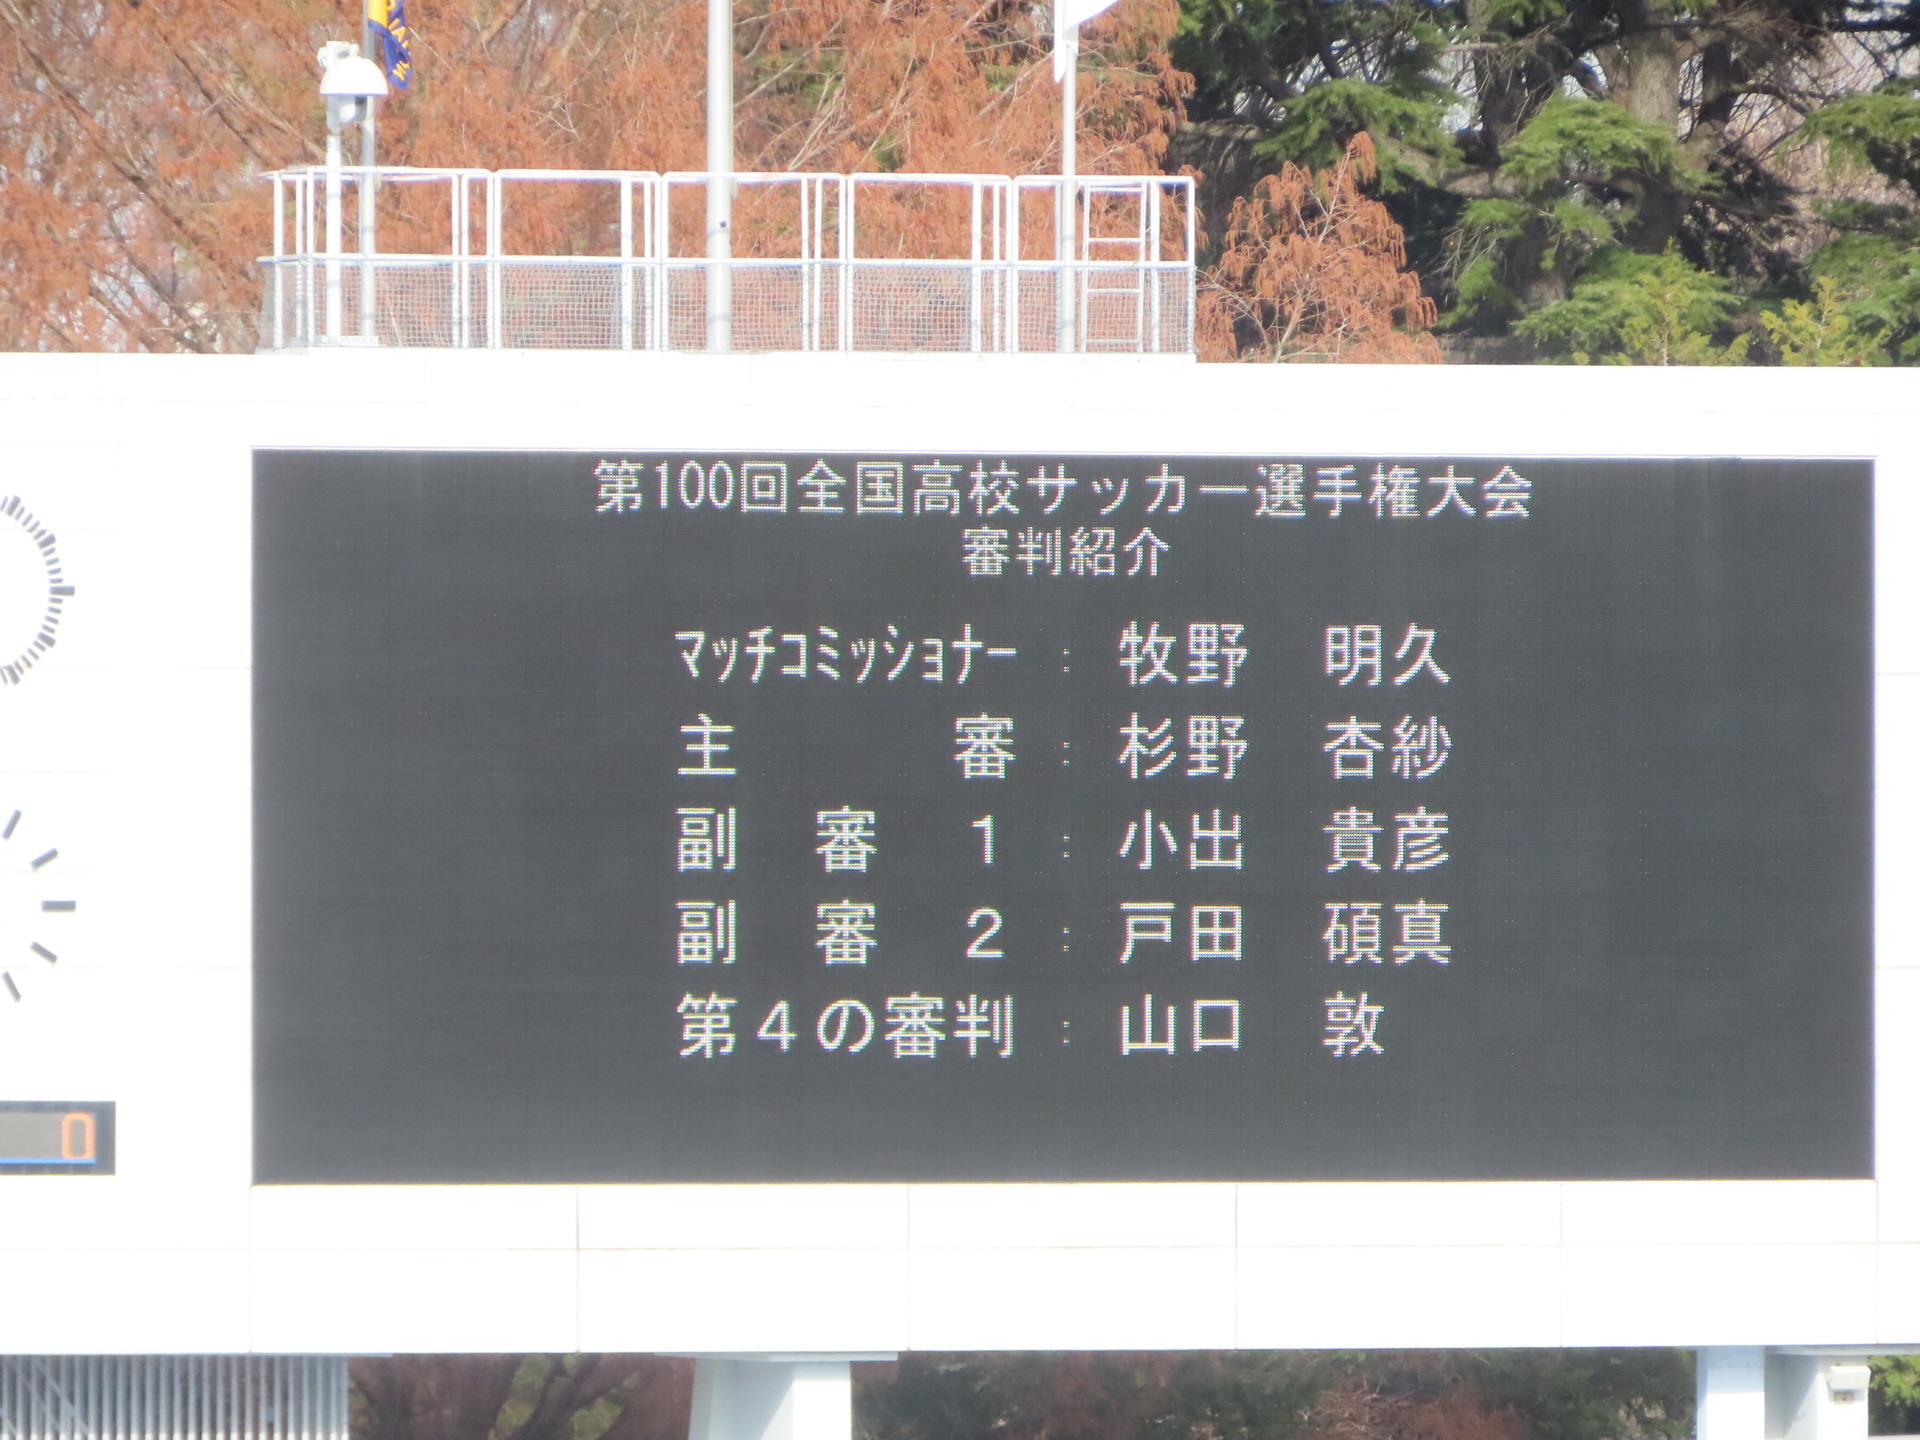 第100回全国高校サッカー選手権大会
審判紹介
マッチコミッショナー : 牧野 明久
主審 : 杉野 杏紗
副審1 : 小出 貴彦
副審2 : 戸田 碩真
第4の審判 : 山口 敦
0